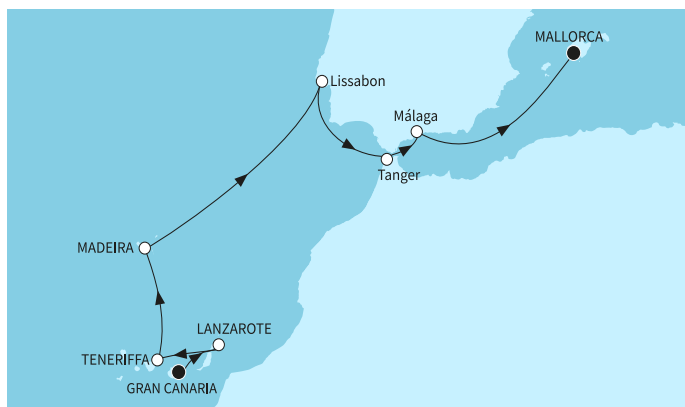 MALLORCA
Lissabon
Málaga
Tanger
MADEIRA
LANZAROTE
TENERIFFA
GRAN CANARIA